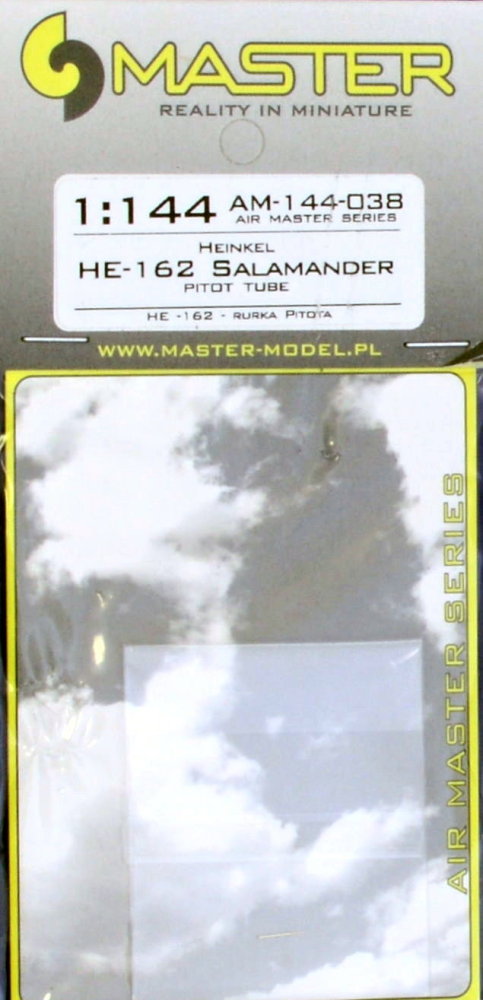 MASTER
REALITY IN MINIATURE
1:144 AM-144-038
AIR MASTER SERIES
HEINKEL
HE-162 SALAMANDER
PITOT TUBE
HE -162 - RURKA PITOTA
WWW.MASTER-MODEL.PL
AIR MASTER SERIES